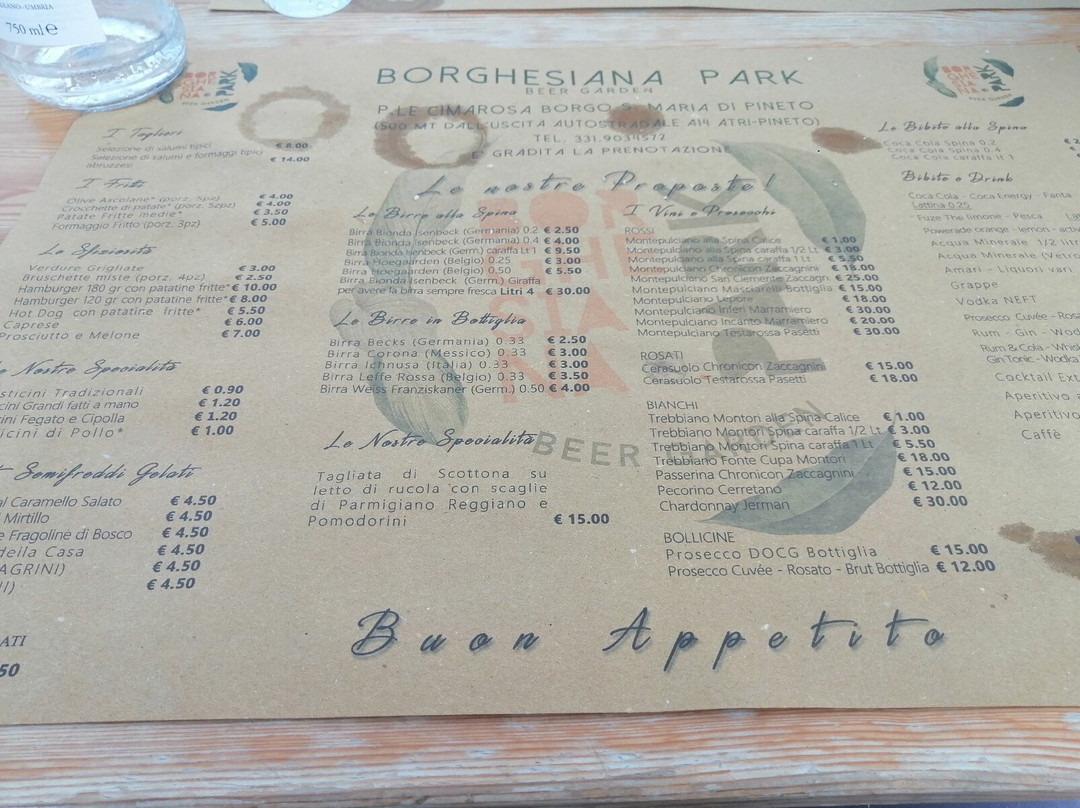 750 ml e
BORGHESIANA PARK
BEER GARDEN
P.LE CIMAROSA BORGO S. MARIA DI PINETO
(500 MT DALL'USCITA AUTOSTRADALE A14 ATRI-PINETO)
TEL. 331.9034577
E' GRADITA LA PRENOTAZIONE
Le nostre Proposte!
I Taglieri
Selezione di salumi tipici € 8.00
Selezione di salumi e formaggi tipici
abruzzesi € 14.00
I Fritti
Olive Ascolane* (porz. 5pz) € 4.00
Crocchette di patate* (porz. 5zpz) € 4.00
Patate Fritte medie* € 3.50
Formaggio Fritto (porz. 3pz) € 5.00
Le Sfiziosità
Verdure Grigliate € 3.00
Bruschette miste (porz. 4pz) € 2.50
Hamburger 180 gr con patatine fritte* € 10.00
Hamburger 120 gr con patatine fritte* € 8.00
Hot Dog con patatine fritte* € 5.50
Caprese € 6.00
Prosciutto e Melone € 7.00
Nostre Specialità
Tradizionali € 0.90
Grandi fatti a mano € 1.20
Fegato e Cipolla € 1.20
di Pollo* € 1.00
Semifreddi Gelati
al Caramello Salato € 4.50
Mirtillo € 4.50
e Fragoline di Bosco € 4.50
della Casa € 4.50
€ 4.50
€ 4.50
Le Birre alla Spina
Birra Bionda Isenbeck (Germania) 0.2 € 2.50
Birra Bionda Isenbeck (Germania) 0.4 € 4.00
Birra Bionda Isenbeck (Germ.) caraffa Lt 1 € 9.50
Birra Hoegaarden (Belgio) 0.25 € 3.00
Birra Hoegaarden (Belgio) 0.50 € 5.50
Birra Bionda Isenbeck (Germ.) Giraffa
per avere la birra sempre fresca Litri 4 € 30.00
Le Birre in Bottiglia
Birra Becks (Germania) 0.33 € 2.50
Birra Corona (Messico) 0.33 € 3.00
Birra Ichnusa (Italia) 0.33 € 3.00
Birra Leffe Rossa (Belgio) 0.33 € 3.50
Birra Weiss Franziskaner (Germ.) 0.50 € 4.00
Le Nostre Specialità
Tagliata di Scottona su
letto di rucola con scaglie
di Parmigiano Reggiano e
Pomodorini € 15.00
I Vini e Prosecchi
ROSSI
Montepulciano alla Spina Calice € 1.00
Montepulciano alla Spina caraffa 1/2 Lt € 3.00
Montepulciano alla Spina caraffa 1 Lt € 5.50
Montepulciano Chronicon Zaccagnini € 18.00
Montepulciano San Clemente Zaccagn. € 25.00
Montepulciano Masciarelli Bottiglia € 15.00
Montepulciano Lepore € 18.00
Montepulciano Inferi Marramiero € 30.00
Montepulciano Incanto Marramiero € 20.00
Montepulciano Testarossa Pasetti € 30.00
ROSATI
Cerasuolo Chronicon Zaccagnini € 15.00
Cerasuolo Testarossa Pasetti € 18.00
BIANCHI
Trebbiano Montori alla Spina Calice € 1.00
Trebbiano Montori Spina caraffa 1/2 Lt € 3.00
Trebbiano Montori Spina caraffa 1 Lt € 5.50
Trebbiano Fonte Cupa Montori € 18.00
Passerina Chronicon Zaccagnini € 15.00
Pecorino Cerretano € 12.00
Chardonnay Jerman € 30.00
BOLLICINE
Prosecco DOCG Bottiglia € 15.00
Prosecco Cuvée - Rosato - Brut Bottiglia € 12.00
Le Bibite alla Spina
Coca Cola Spina 0.2
Coca Cola Spina 0.4
Coca Cola caraffa lt 1
Bibite e Drink
Coca Cola - Coca Energy - Fanta
Lattina 0.25
Fuze The limone - Pesca
Powerade orange - lemon
Acqua Minerale 1/2 litr
Acqua Minerale (Vetro
Amari - Liquori vari
Grappe
Vodka NEFT
Prosecco Cuvée - Rosa
Rum - Gin - Wod
Rum & Cola - Whisk
Gin Tonic - Wodka
Cocktail Ext
Aperitivo a
Aperitivo
Caffè
BEER GARDEN
Buon Appetito